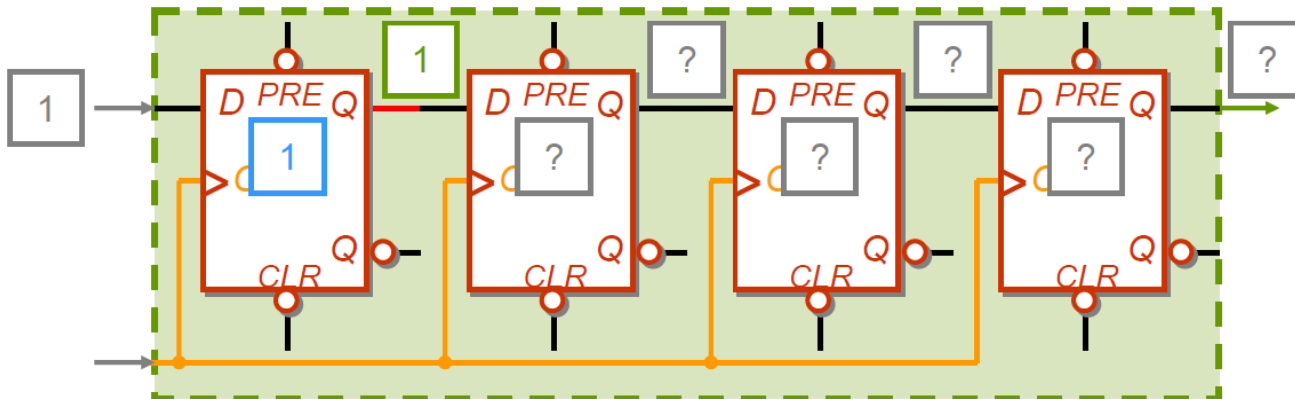 1 ? ? ?
1
D PRE Q D PRE Q D PRE Q D PRE Q
1 ? ? ?
Q Q Q Q
CLR CLR CLR CLR